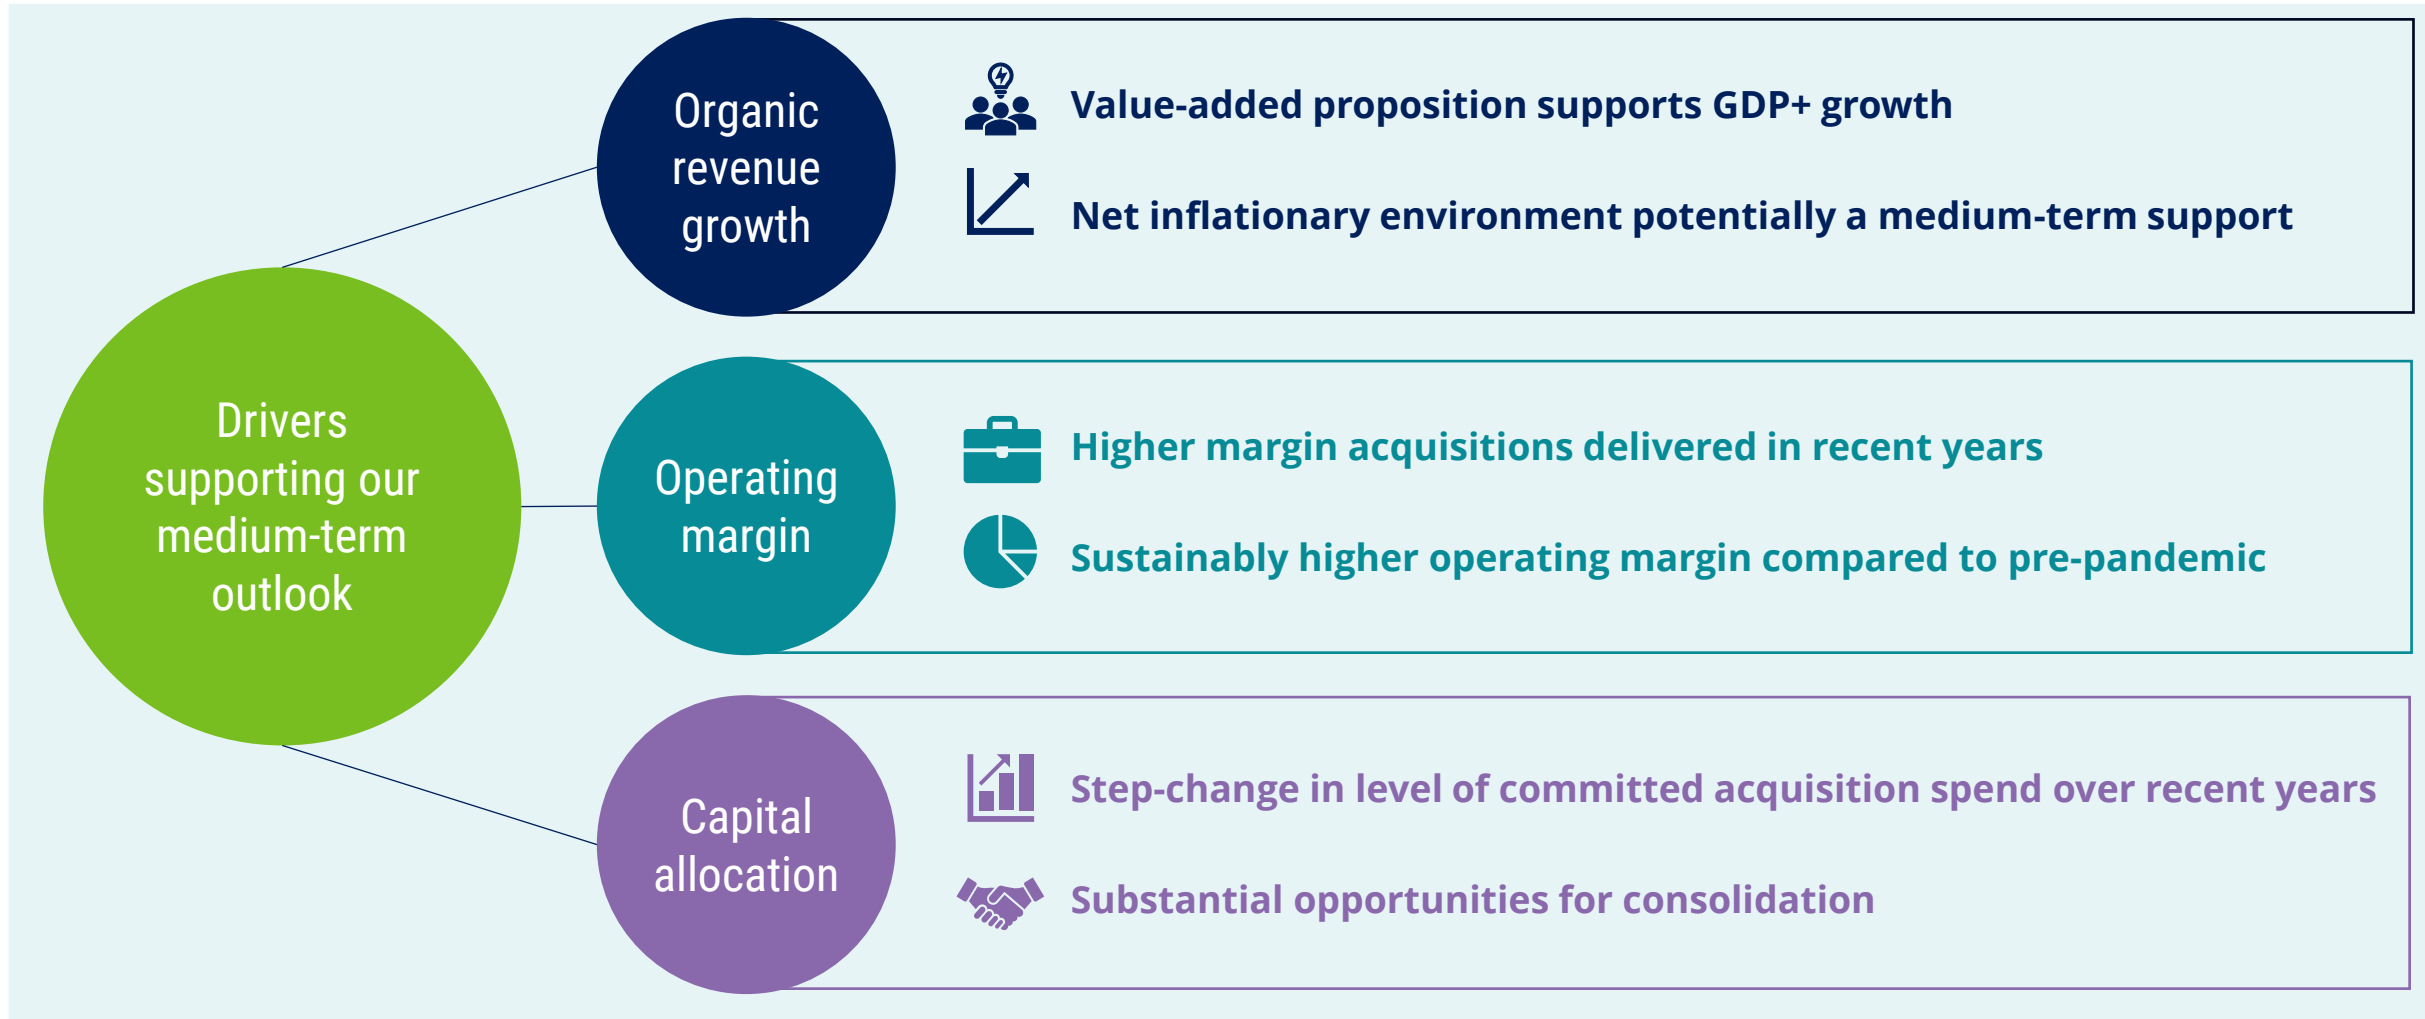 Drivers
supporting our
medium-term
outlook
Organic
revenue
growth
Value-added proposition supports GDP+ growth
Net inflationary environment potentially a medium-term support
Operating
margin
Higher margin acquisitions delivered in recent years
Sustainably higher operating margin compared to pre-pandemic
Capital
allocation
Step-change in level of committed acquisition spend over recent years
Substantial opportunities for consolidation